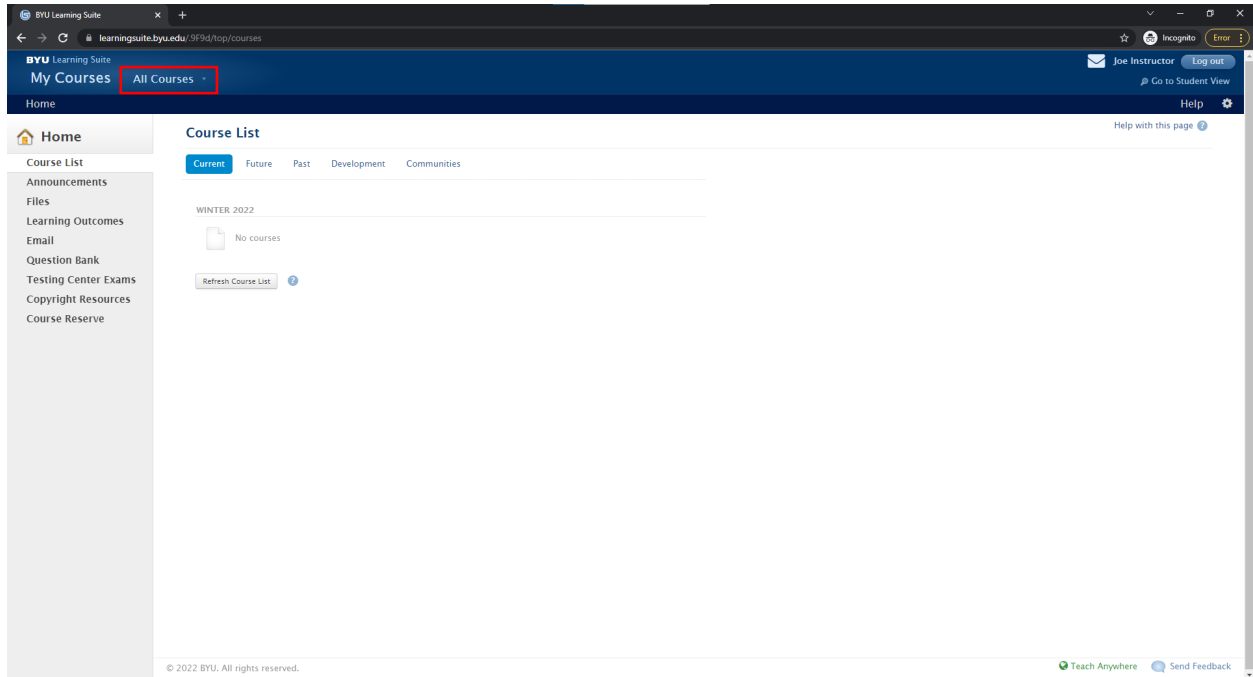 BYU Learning Suite
learningsuite.byu.edu/.9F9d/top/courses
Incognito
Error
BYU Learning Suite
Joe Instructor
Log out
My Courses
All Courses
Go to Student View
Home
Help
Home
Course List
Help with this page ?
Course List
Announcements
Files
Learning Outcomes
Email
Question Bank
Testing Center Exams
Copyright Resources
Course Reserve
Current Future Past Development Communities
WINTER 2022
No courses
Refresh Course List ?
© 2022 BYU. All rights reserved.
Teach Anywhere
Send Feedback